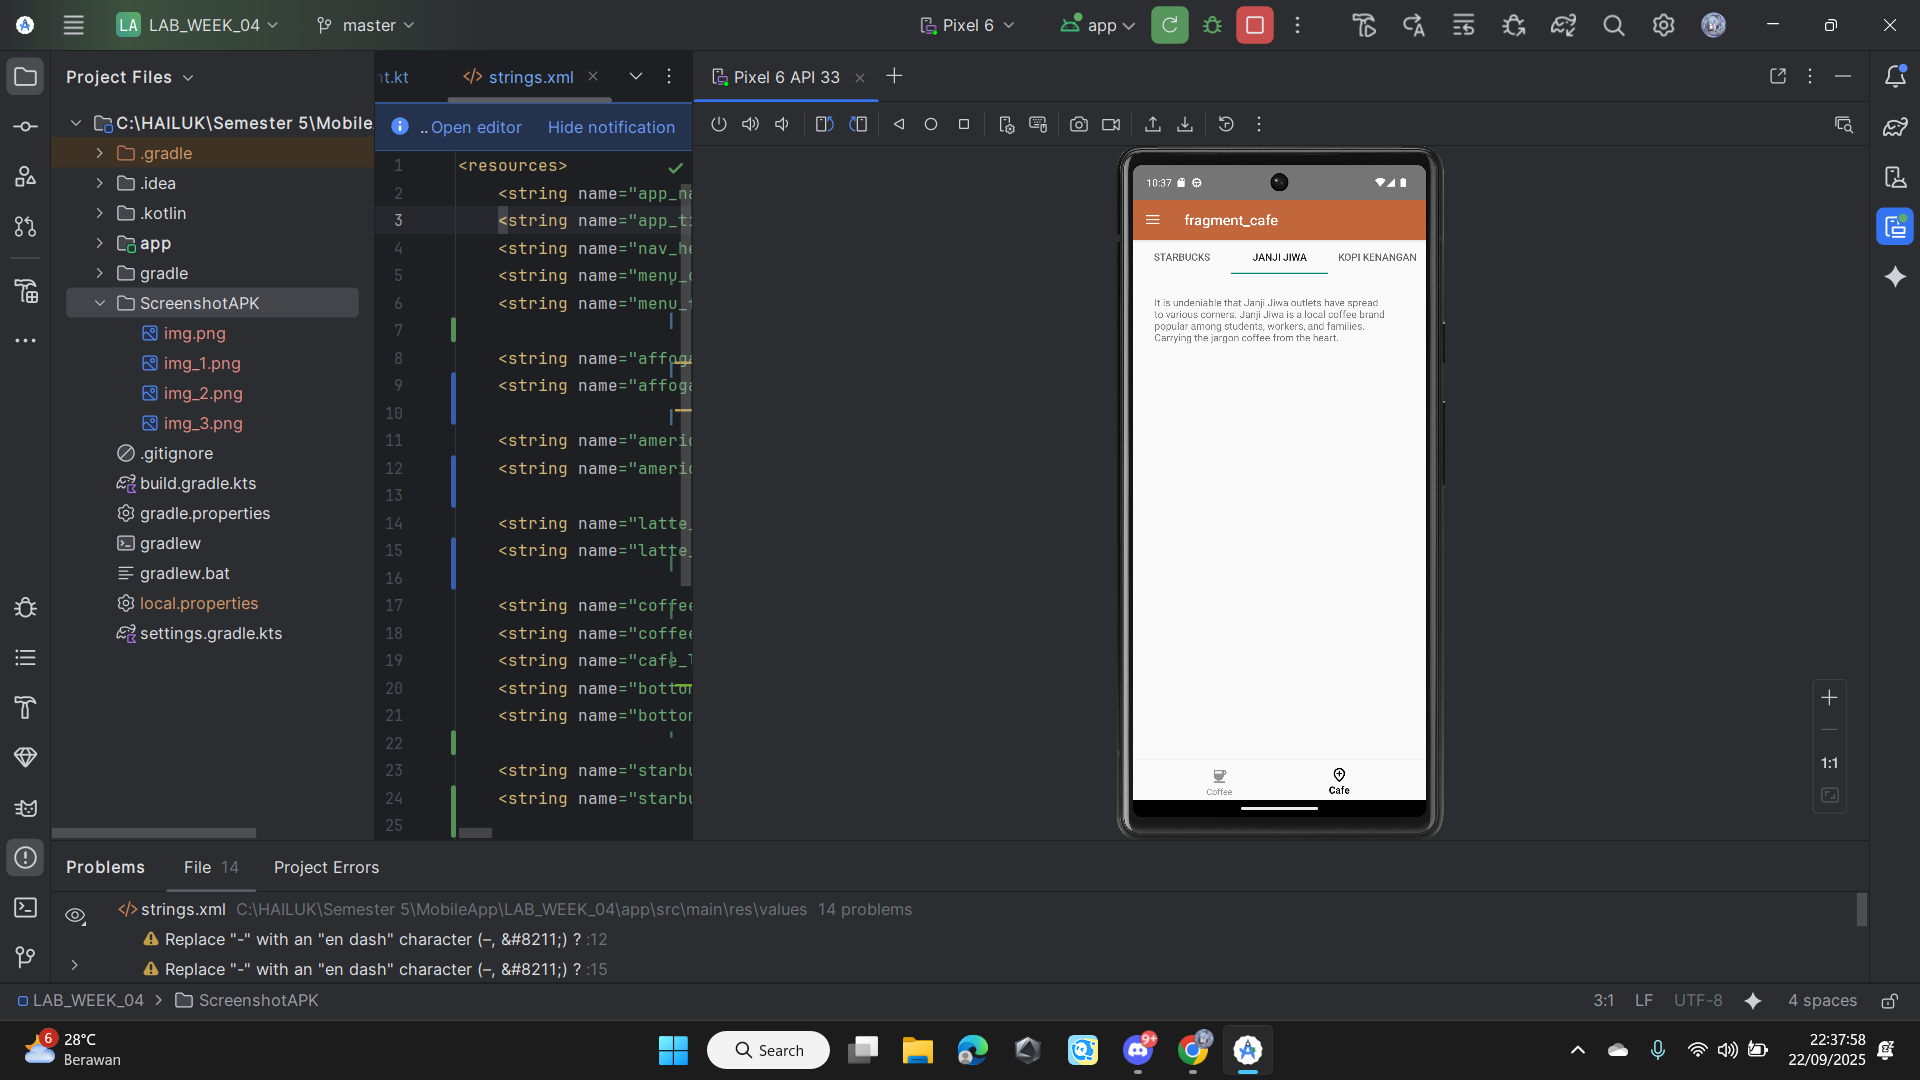 LA LAB_WEEK_04
master
Pixel 6
app
Project Files
C:\HAILUK\Semester 5\Mobile
.gradle
.idea
.kotlin
app
gradle
ScreenshotAPK
img.png
img_1.png
img_2.png
img_3.png
.gitignore
build.gradle.kts
gradle.properties
gradlew
gradlew.bat
local.properties
settings.gradle.kts
nt.kt
strings.xml
.. Open editor Hide notification
1 <resources>
2 <string name="app_na
3 <string name="app_ti
4 <string name="nav_he
5 <string name="menu_
6 <string name="menu_
7
8 <string name="affoga
9 <string name="affoga
10
11 <string name="americ
12 <string name="americ
13
14 <string name="latte_
15 <string name="latte_
16
17 <string name="coffee
18 <string name="coffee
19 <string name="cafe_
20 <string name="bottom
21 <string name="bottom
22
23 <string name="starbu
24 <string name="starbu
25
Pixel 6 API 33
10:37
fragment_cafe
STARBUCKS JANJI JIWA KOPI KENANGAN
It is undeniable that Janji Jiwa outlets have spread
to various corners. Janji Jiwa is a local coffee brand
popular among students, workers, and families.
Carrying the jargon coffee from the heart.
Coffee Cafe
1:1
Problems File 14 Project Errors
strings.xml C:\HAILUK\Semester 5\MobileApp\LAB_WEEK_04\app\src\main\res\values 14 problems
Replace "-" with an "en dash" character (–, &#8211;) ? :12
Replace "-" with an "en dash" character (–, &#8211;) ? :15
LAB_WEEK_04 > ScreenshotAPK
3:1 LF UTF-8 4 spaces
6
28°C
Berawan
Search
9+
22:37:58
22/09/2025